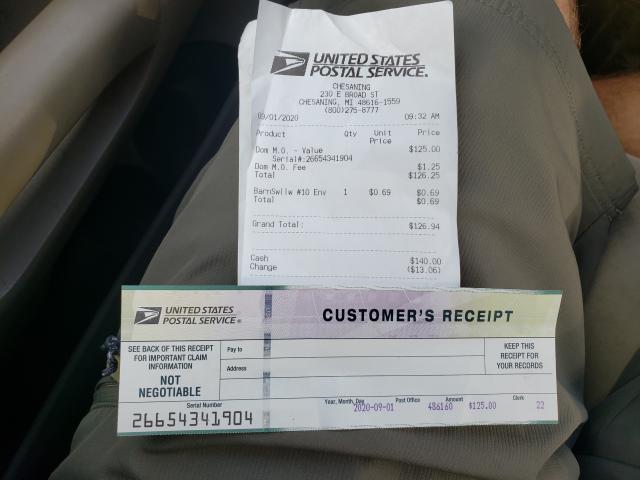 UNITED STATES
POSTAL SERVICE.
CHESANING
230 E BROAD ST
CHESANING, MI 48616-1559
(800)275-8777
09/01/2020 09:32 AM
Product Qty Unit Price
Price
Dom M.O. - Value $125.00
Serial#:26654341904
Dom M.O. Fee $1.25
Total $126.25
BarnSwllw #10 Env 1 $0.69 $0.69
Total $0.69
Grand Total: $126.94
Cash $140.00
Change ($13.06)
UNITED STATES
POSTAL SERVICE®
CUSTOMER'S RECEIPT
SEE BACK OF THIS RECEIPT
FOR IMPORTANT CLAIM
INFORMATION
NOT
NEGOTIABLE
Pay to
Address
KEEP THIS
RECEIPT FOR
YOUR RECORDS
Serial Number
26654341904
Year, Month, Day Post Office Amount Clerk
2020-09-01 486160 $125.00 22